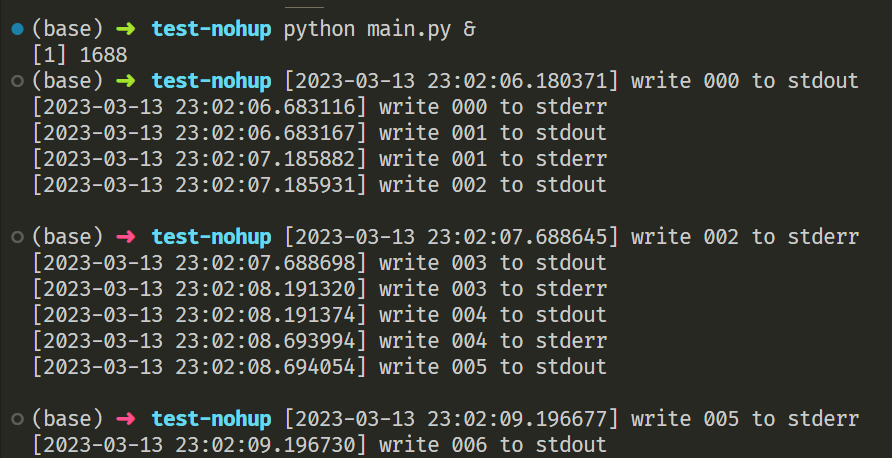 (base) ➜ test-nohup python main.py &
[1] 1688
(base) ➜ test-nohup [2023-03-13 23:02:06.180371] write 000 to stdout
[2023-03-13 23:02:06.683116] write 000 to stderr
[2023-03-13 23:02:06.683167] write 001 to stdout
[2023-03-13 23:02:07.185882] write 001 to stderr
[2023-03-13 23:02:07.185931] write 002 to stdout
(base) ➜ test-nohup [2023-03-13 23:02:07.688645] write 002 to stderr
[2023-03-13 23:02:07.688698] write 003 to stdout
[2023-03-13 23:02:08.191320] write 003 to stderr
[2023-03-13 23:02:08.191374] write 004 to stdout
[2023-03-13 23:02:08.693994] write 004 to stderr
[2023-03-13 23:02:08.694054] write 005 to stdout
(base) ➜ test-nohup [2023-03-13 23:02:09.196677] write 005 to stderr
[2023-03-13 23:02:09.196730] write 006 to stdout